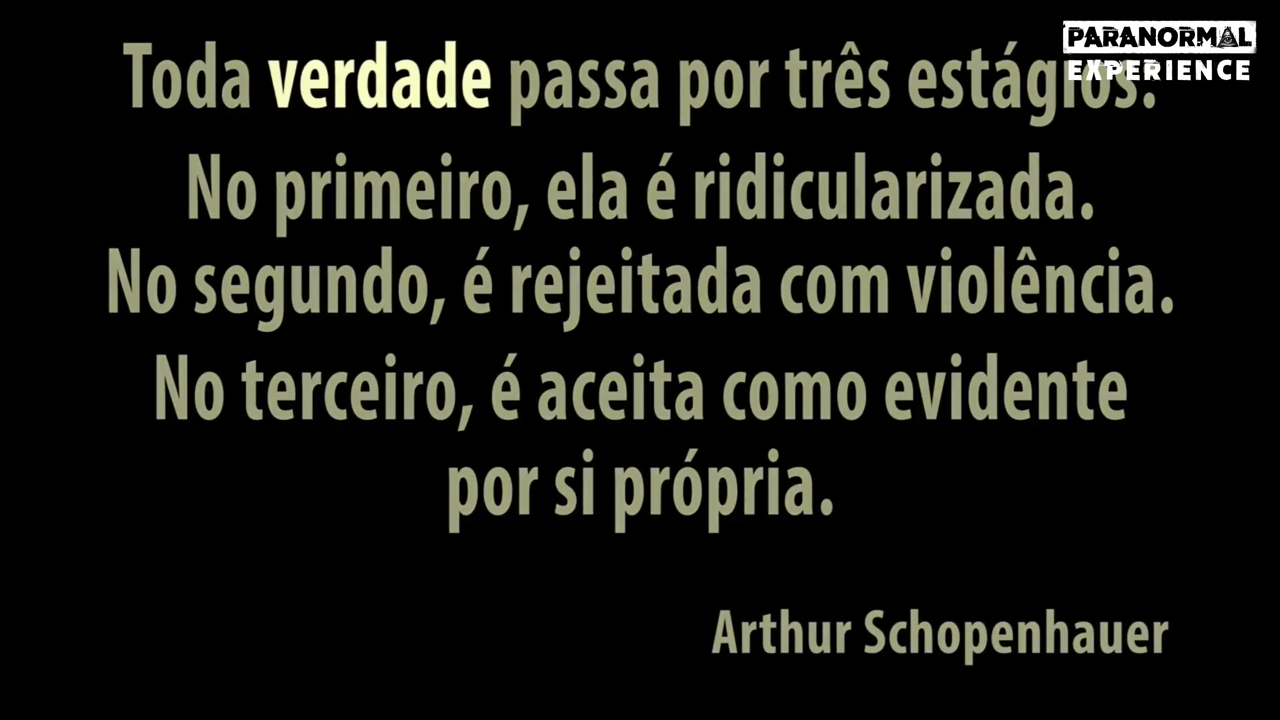 PARANORMAL
EXPERIENCE
Toda verdade passa por três estágios:
No primeiro, ela é ridicularizada.
No segundo, é rejeitada com violência.
No terceiro, é aceita como evidente
por si própria.
Arthur Schopenhauer